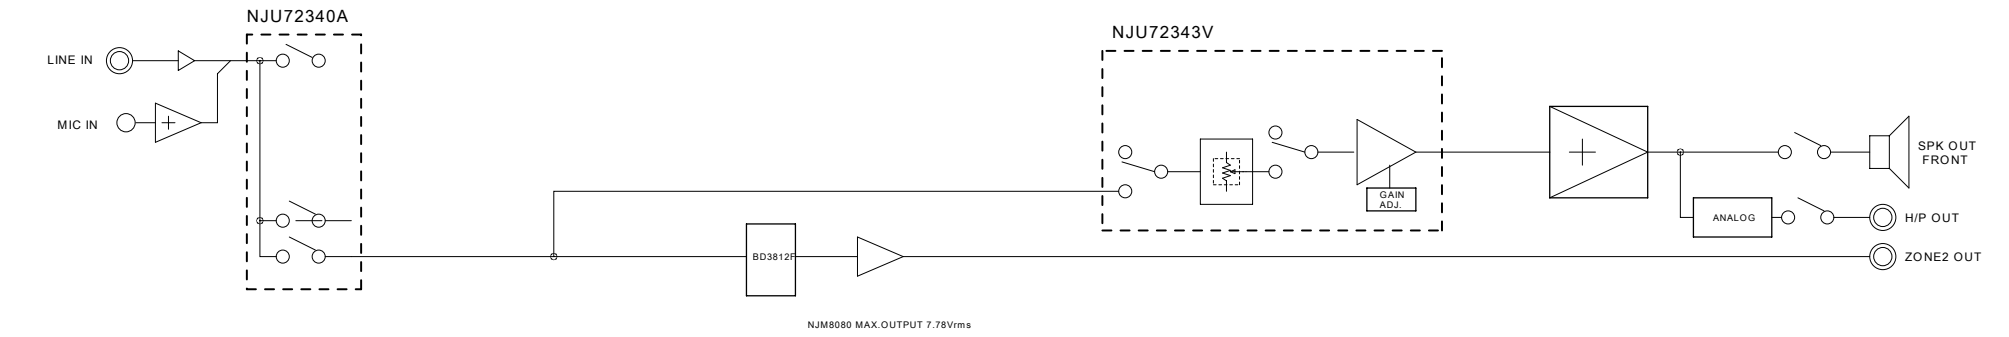 NJU72340A
NJU72343V
LINE IN
MIC IN
GAIN
ADJ.
SPK OUT
FRONT
ANALOG
H/P OUT
BD3812F
ZONE2 OUT
NJM8080 MAX.OUTPUT 7.78Vrms